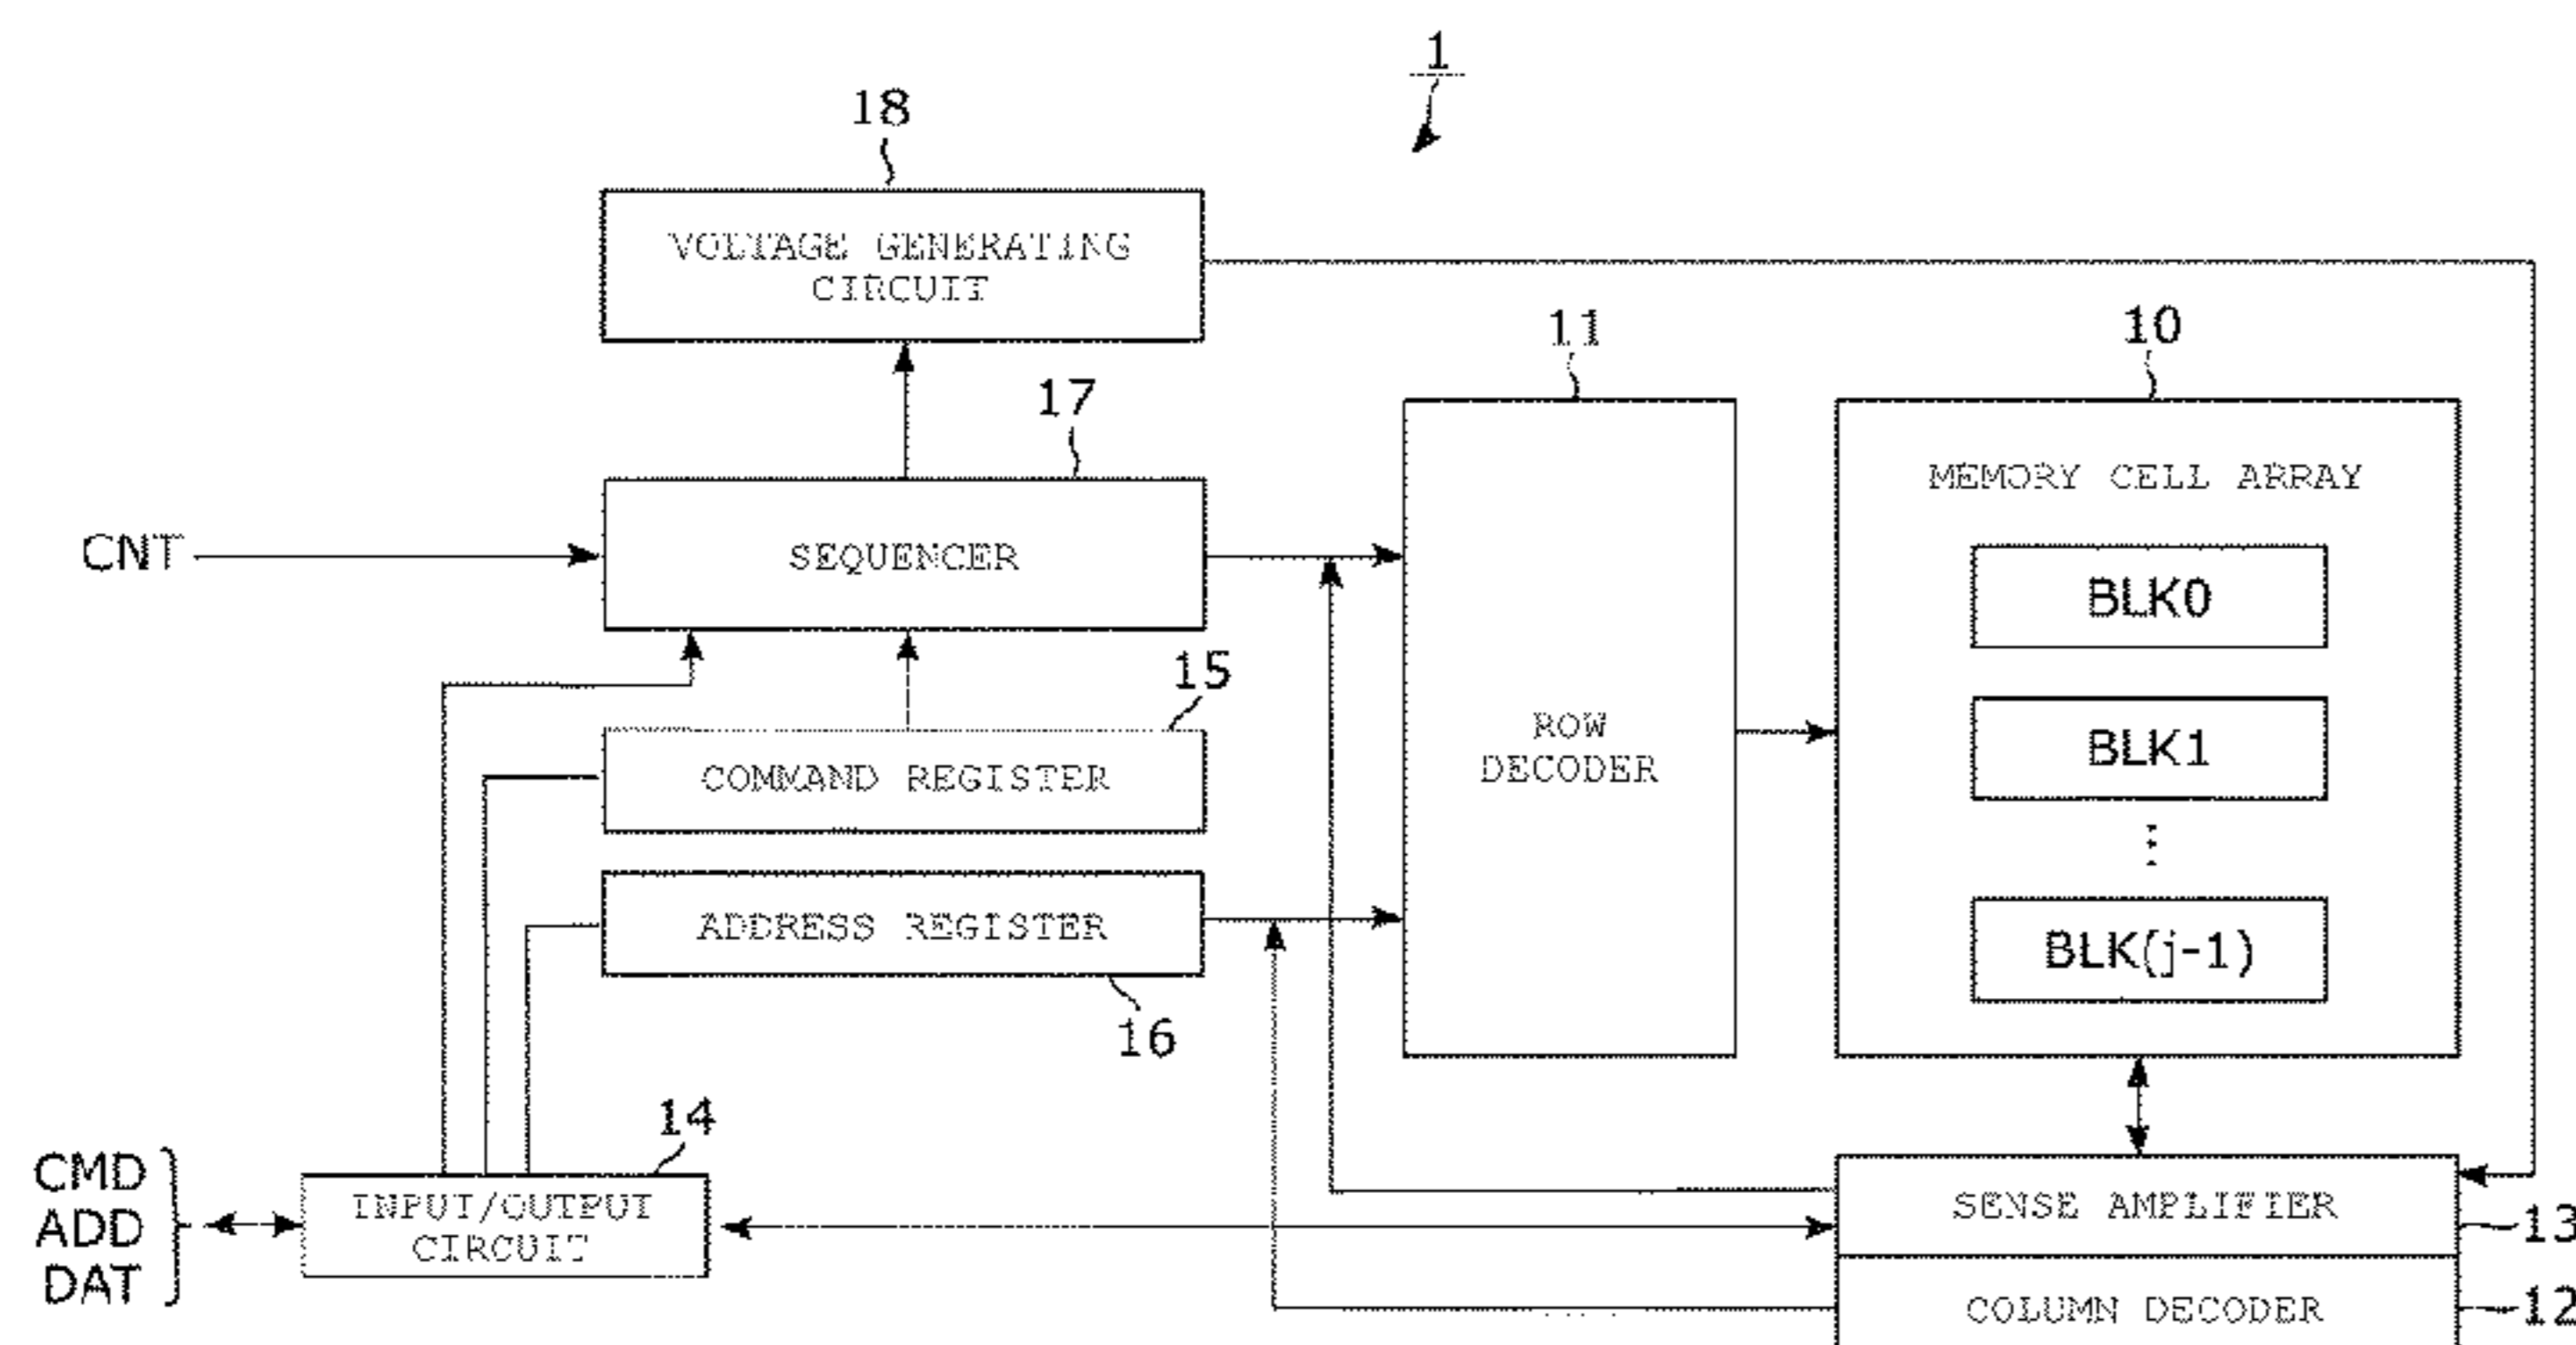 1
18
VOLTAGE GENERATING
CIRCUIT
11
10
17
MEMORY CELL ARRAY
CNT
SEQUENCER
BLK0
15
BLK1
ROW
DECODER
COMMAND REGISTER
ADDRESS REGISTER
BLK(j-1)
16
14
CMD
ADD
DAT
INPUT/OUTPUT
CIRCUIT
SENSE AMPLIFIER
13
COLUMN DECODER
12